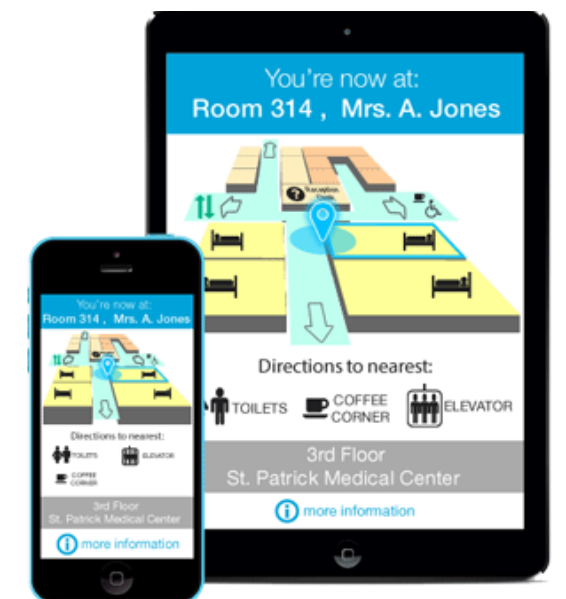 You're now at:
Room 314 , Mrs. A. Jones
Reception
Directions to nearest:
TOILETS
COFFEE
CORNER
ELEVATOR
3rd Floor
St. Patrick Medical Center
more information
You're now at:
Room 314 , Mrs. A. Jones
Directions to nearest:
TOILETS
ELEVATOR
COFFEE
CORNER
3rd Floor
St. Patrick Medical Center
more information